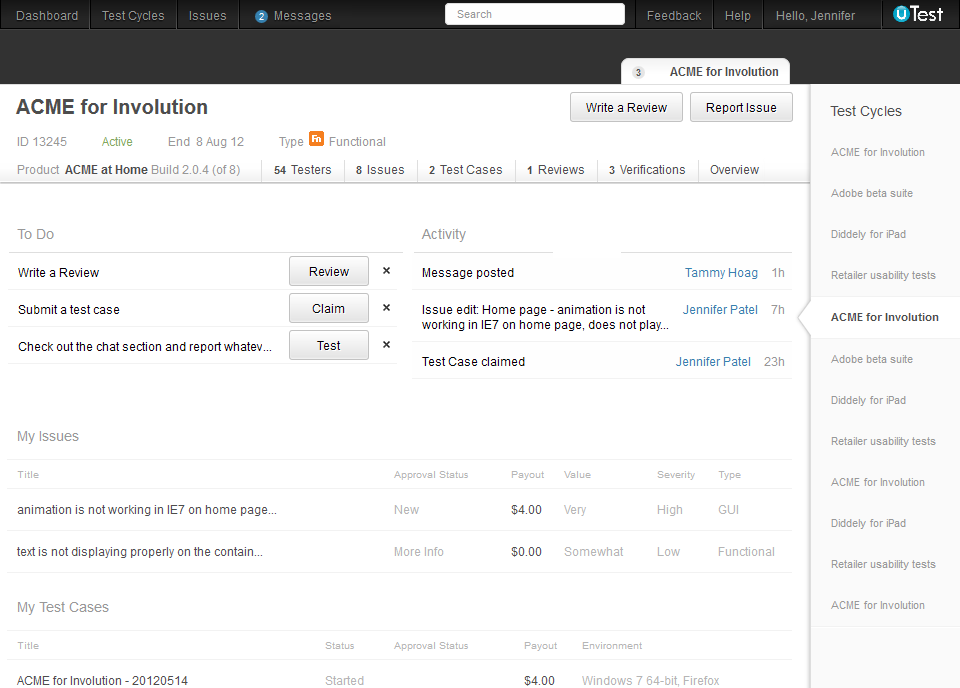 Dashboard Test Cycles Issues 2 Messages Search Feedback Help Hello, Jennifer uTest
3 ACME for Involution
ACME for Involution Write a Review Report Issue
ID 13245 Active End 8 Aug 12 Type Fn Functional
Product ACME at Home Build 2.0.4 (of 8) 54 Testers 8 Issues 2 Test Cases 1 Reviews 3 Verifications Overview
To Do
Write a Review Review ×
Submit a test case Claim ×
Check out the chat section and report whatev... Test ×
Activity
Message posted Tammy Hoag 1h
Issue edit: Home page - animation is not Jennifer Patel 7h
working in IE7 on home page, does not play...
Test Case claimed Jennifer Patel 23h
My Issues
Title Approval Status Payout Value Severity Type
animation is not working in IE7 on home page... New $4.00 Very High GUI
text is not displaying properly on the contain... More Info $0.00 Somewhat Low Functional
My Test Cases
Title Status Approval Status Payout Environment
ACME for Involution - 20120514 Started $4.00 Windows 7 64-bit, Firefox
Test Cycles
ACME for Involution
Adobe beta suite
Diddely for iPad
Retailer usability tests
ACME for Involution
Adobe beta suite
Diddely for iPad
Retailer usability tests
ACME for Involution
Diddely for iPad
Retailer usability tests
ACME for Involution